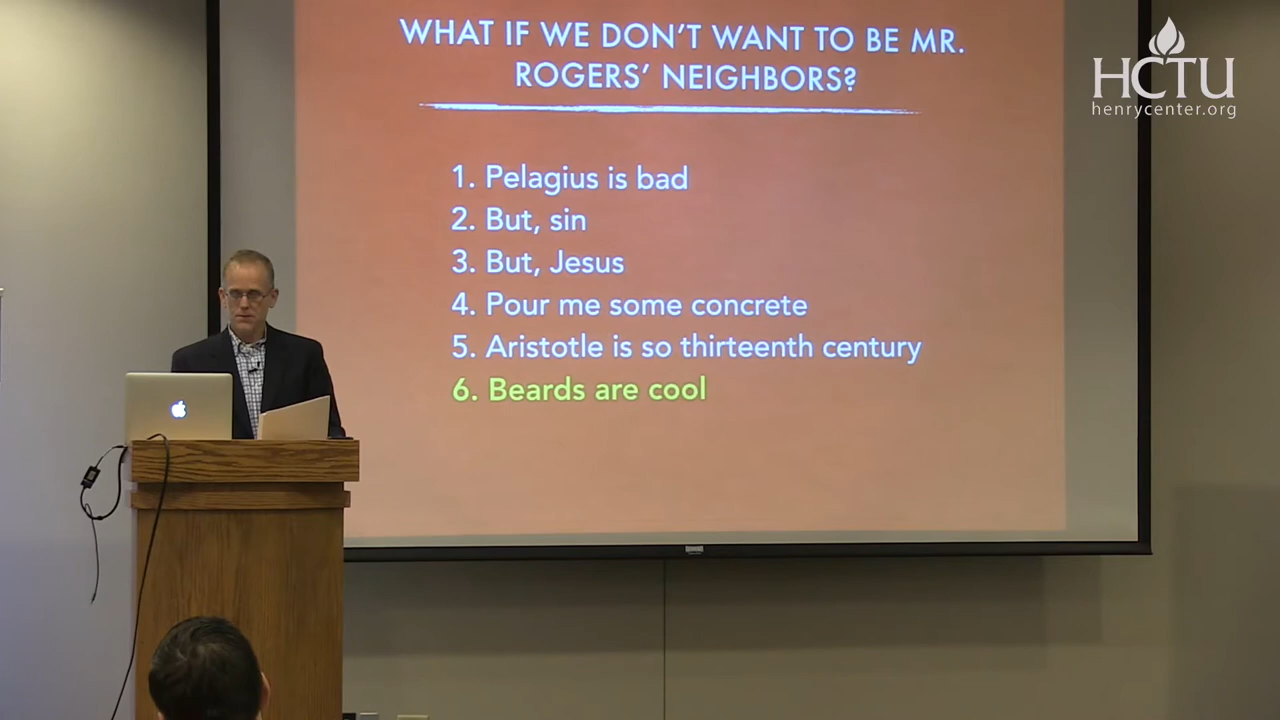 WHAT IF WE DON'T WANT TO BE MR.
ROGERS' NEIGHBORS?
1. Pelagius is bad
2. But, sin
3. But, Jesus
4. Pour me some concrete
5. Aristotle is so thirteenth century
6. Beards are cool
HCTU
henrycenter.org